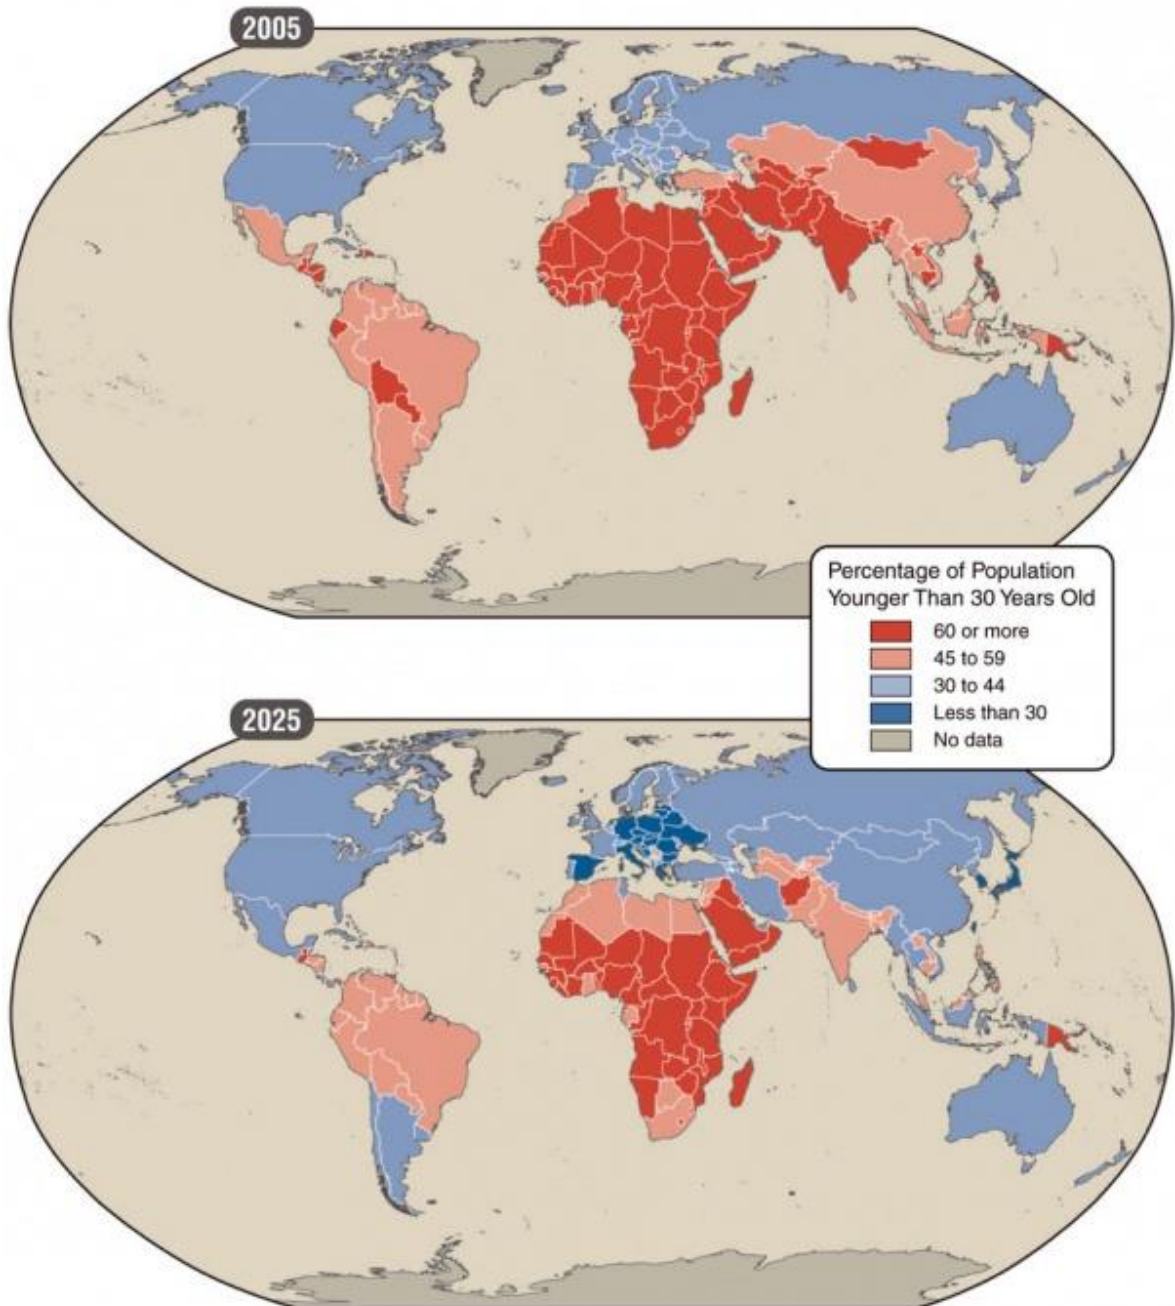 2005
Percentage of Population
Younger Than 30 Years Old
60 or more
45 to 59
30 to 44
Less than 30
No data
2025